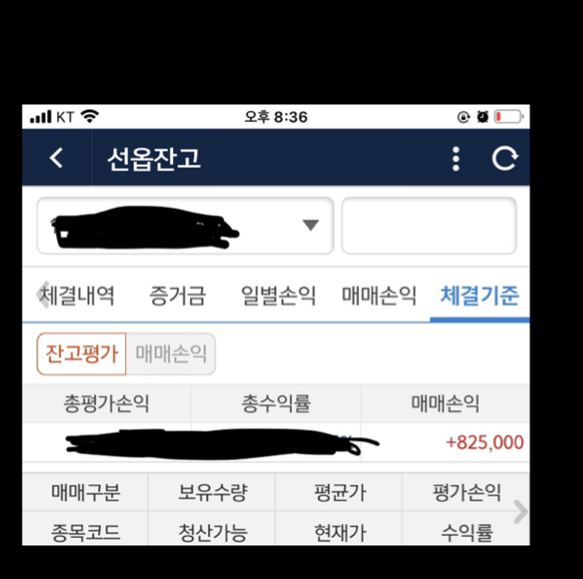 KT 오후 8:36
선옵잔고
체결내역 증거금 일별손익 매매손익 체결기준
잔고평가 매매손익
총평가손익 총수익률 매매손익
+825,000
매매구분 보유수량 평균가 평가손익
종목코드 청산가능 현재가 수익률